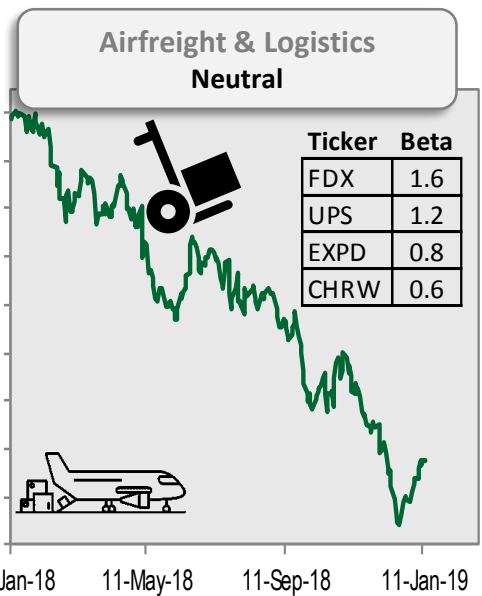 Airfreight & Logistics
Neutral
Ticker Beta
FDX 1.6
UPS 1.2
EXPD 0.8
CHRW 0.6
Jan-18 11-May-18 11-Sep-18 11-Jan-19